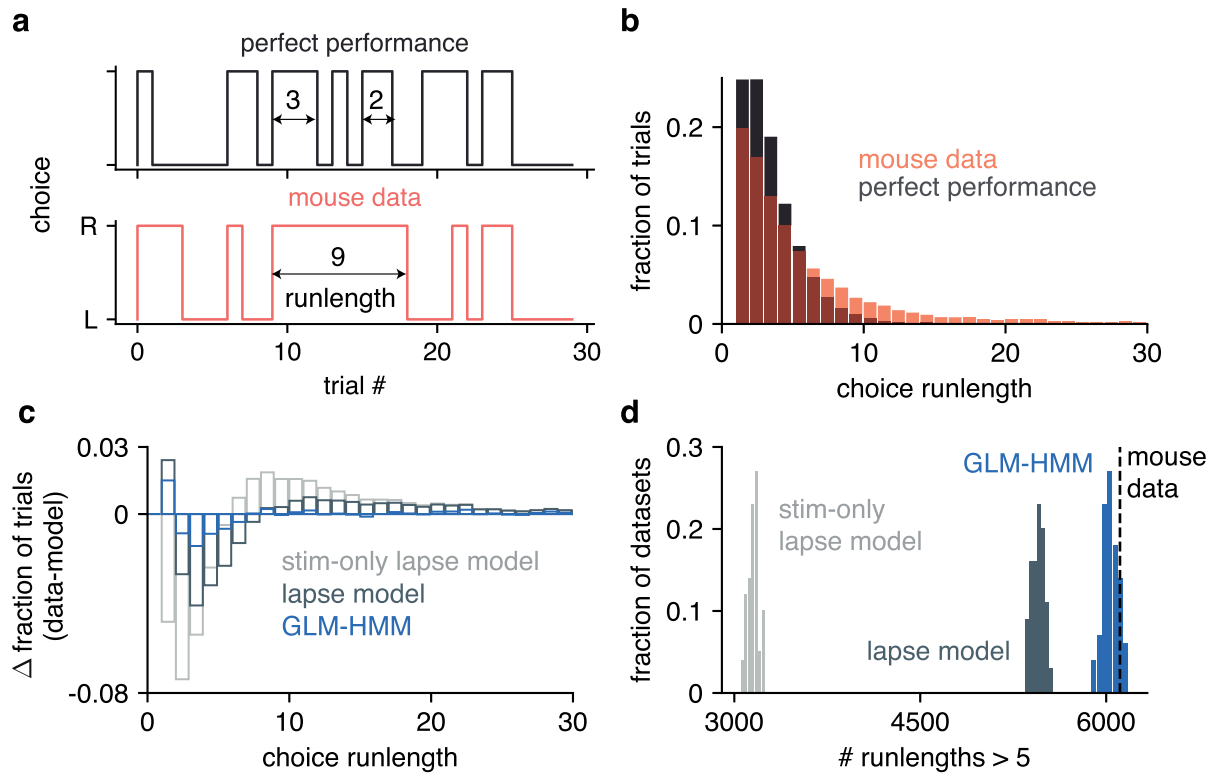 a
perfect performance
3
2
choice
mouse data
R
9
runlength
L
0
10
20
30
trial #
b
fraction of trials
0.2
0.1
0
mouse data
perfect performance
0
10
20
30
choice runlength
c
Δ fraction of trials
(data-model)
0.03
0
-0.08
stim-only lapse model
lapse model
GLM-HMM
0
10
20
30
choice runlength
d
fraction of datasets
0.3
0.2
0.1
0
GLM-HMM
mouse
data
stim-only
lapse model
lapse model
3000
4500
6000
# runlengths > 5